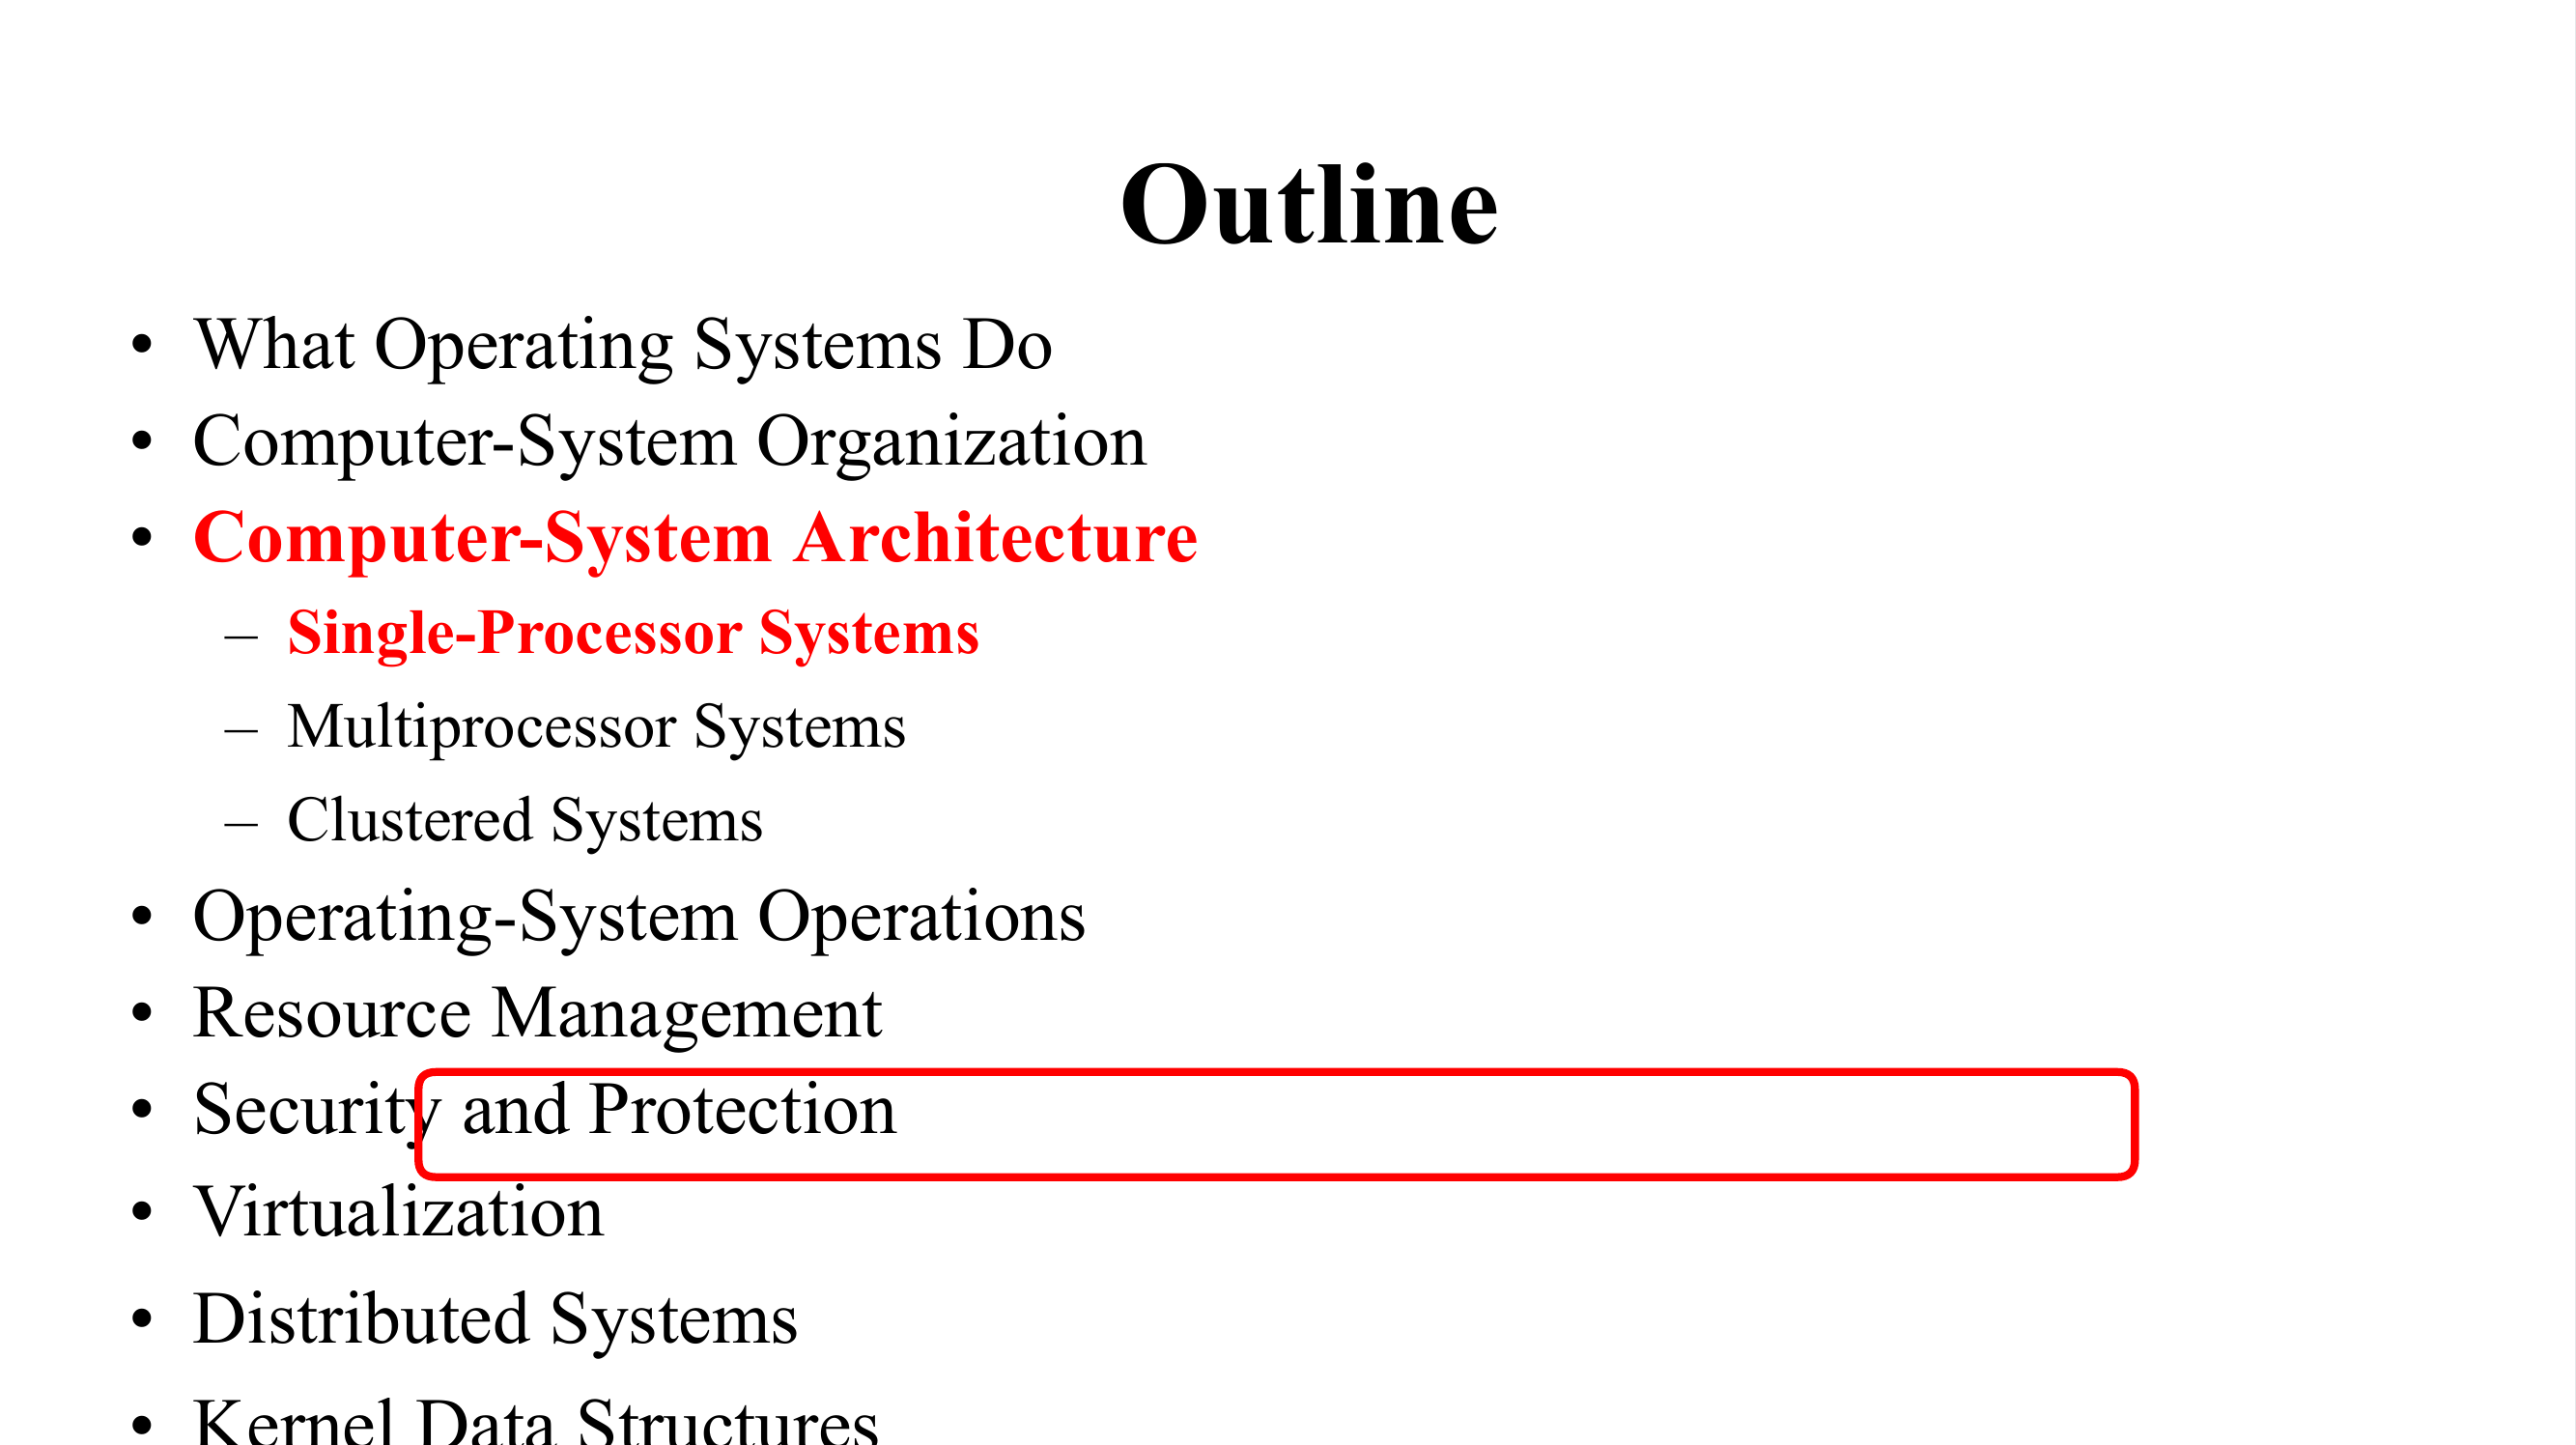 Outline
• What Operating Systems Do
• Computer-System Organization
• Computer-System Architecture
– Single-Processor Systems
– Multiprocessor Systems
– Clustered Systems
• Operating-System Operations
• Resource Management
• Security and Protection
• Virtualization
• Distributed Systems
• Kernel Data Structures